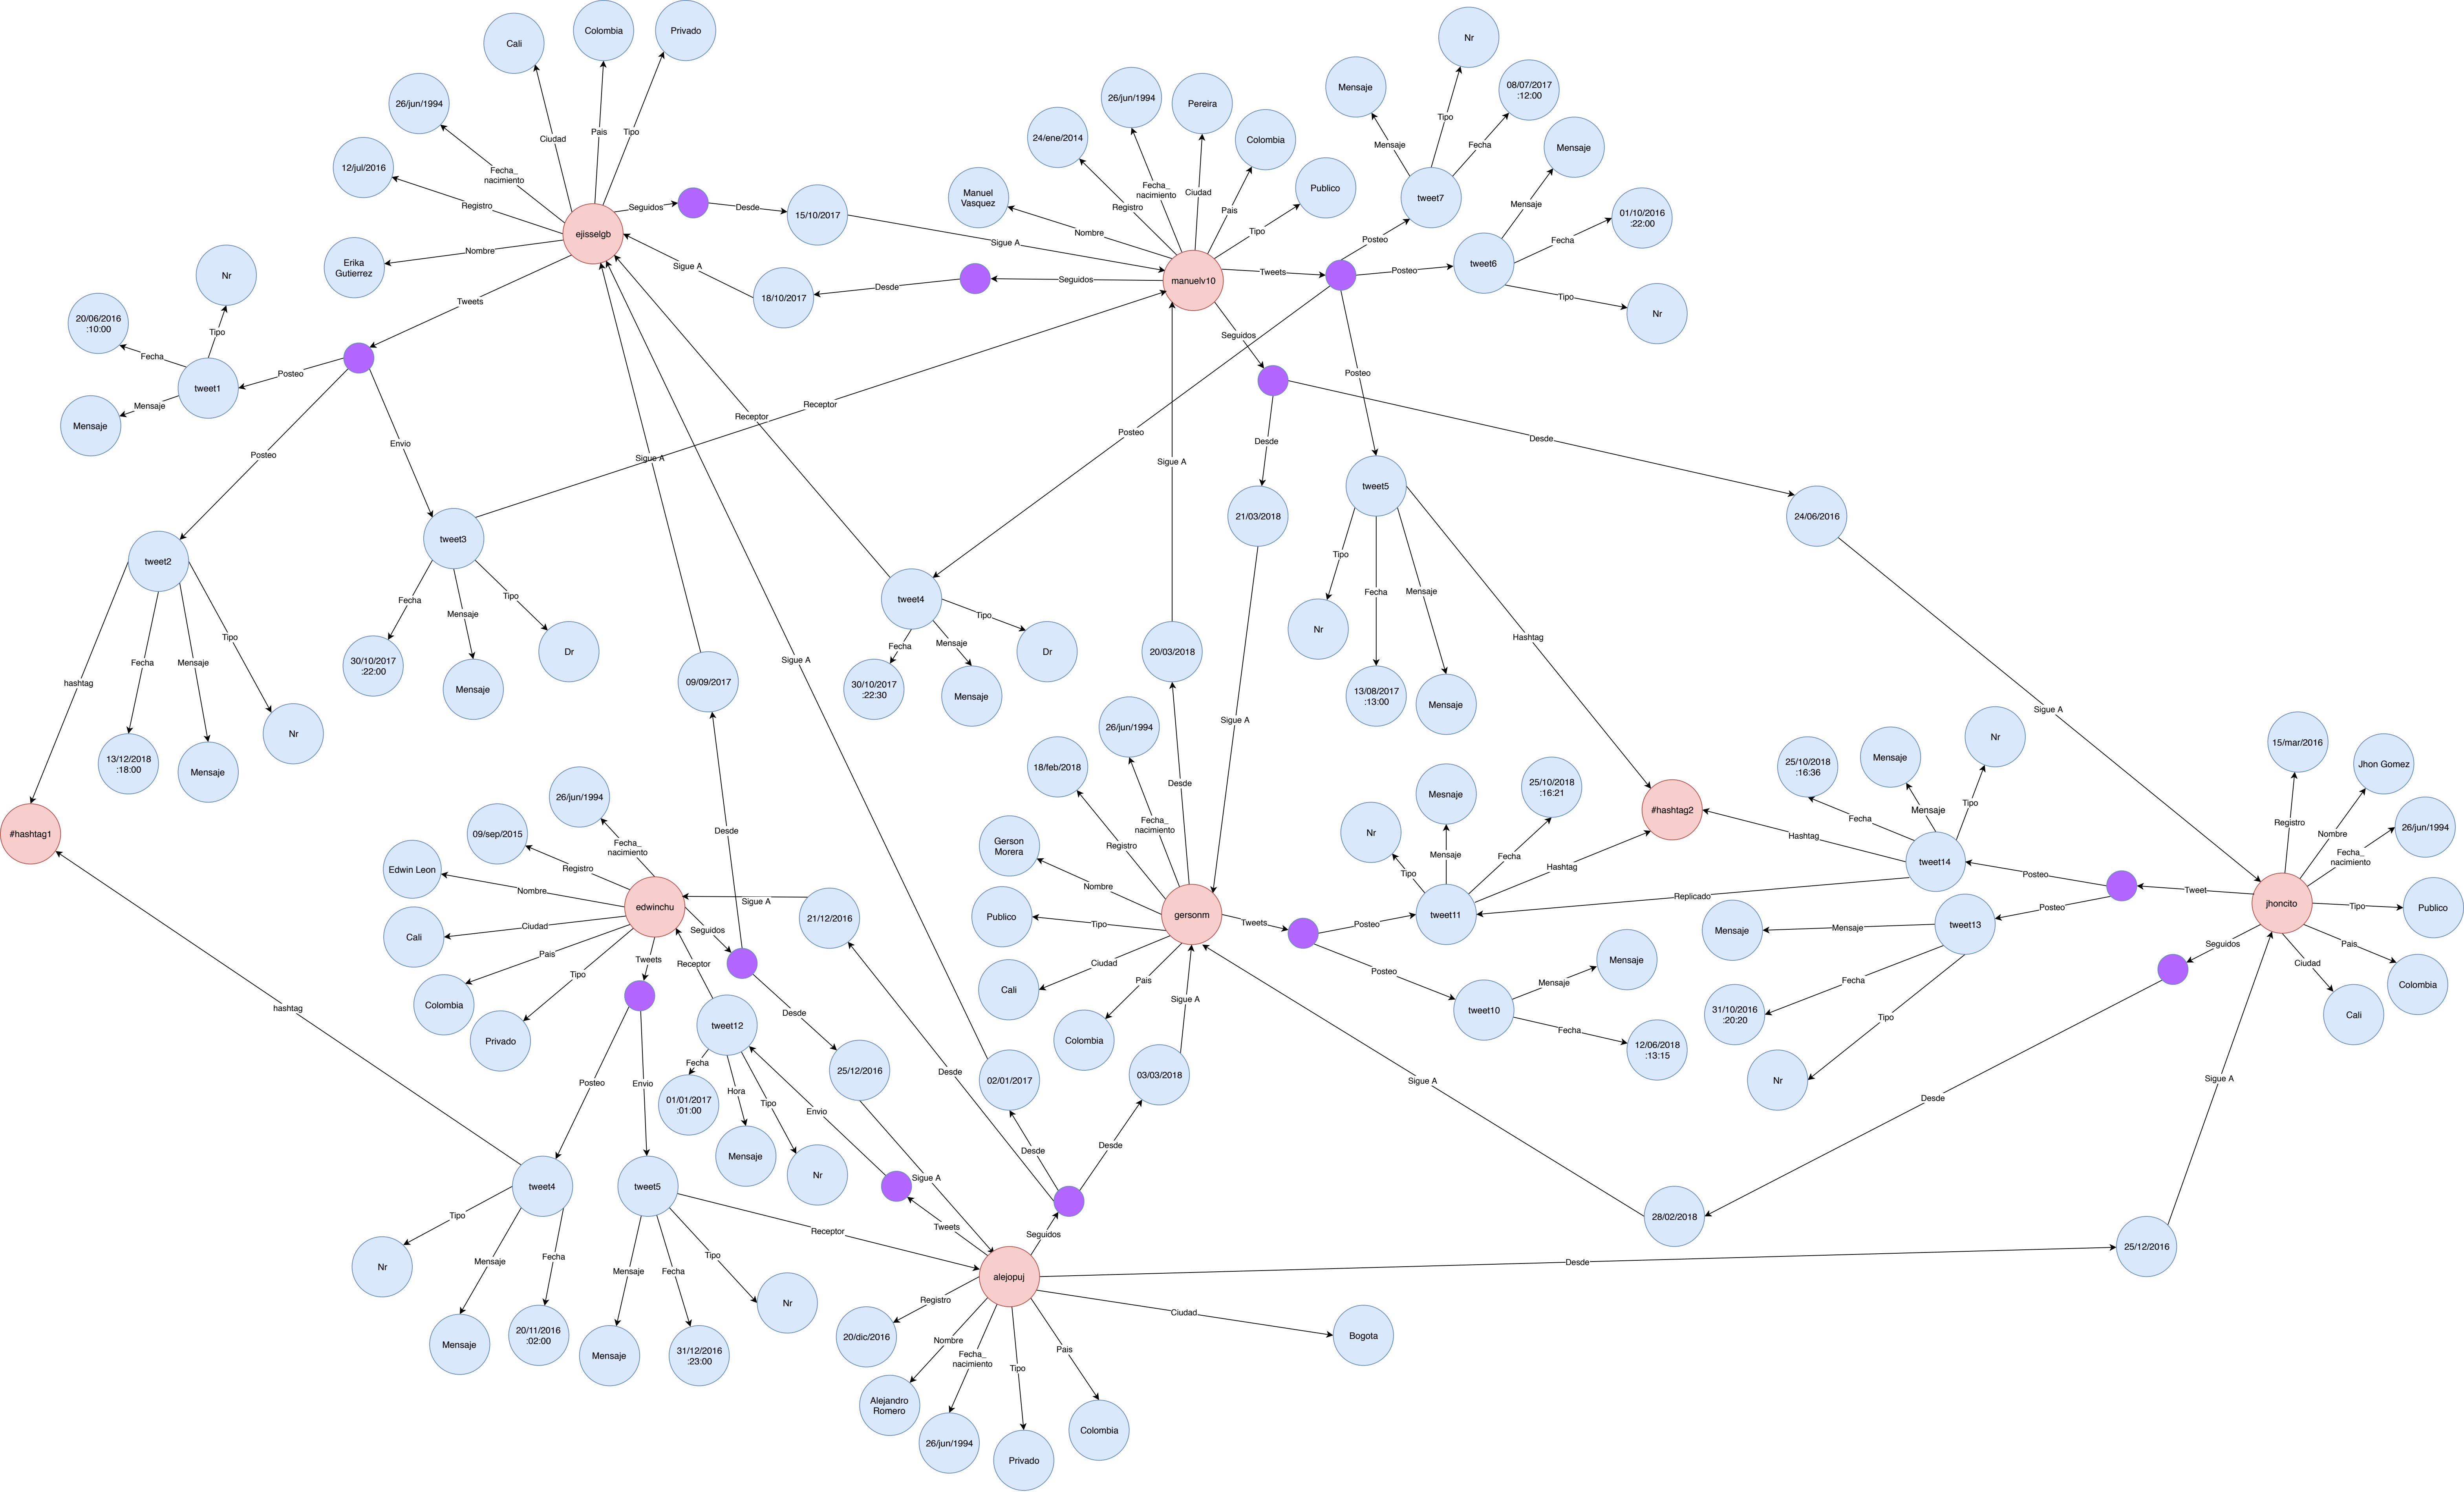 Cali
Colombia
Privado
26/jun/1994
12/jul/2016
Erika
Gutierrez
Ciudad
Pais
Tipo
Fecha_
nacimiento
Registro
Nombre
ejisselgb
Seguidos
Desde
15/10/2017
Sigue A
Sigue A
18/10/2017
Desde
Seguidos
Tweets
Nr
20/06/2016
:10:00
Tipo
Fecha
tweet1
Mensaje
Mensaje
Posteo
Posteo
Envio
Manuel
Vasquez
24/ene/2014
26/jun/1994
Pereira
Colombia
Publico
Nombre
Registro
Fecha_
nacimiento
Ciudad
Pais
Tipo
manuelv10
Tweets
Seguidos
Mensaje
Nr
08/07/2017
:12:00
Mensaje
Tipo
Fecha
tweet7
Posteo
Posteo
Mensaje
Mensaje
01/10/2016
:22:00
Fecha
tweet6
Tipo
Nr
Posteo
Posteo
Receptor
Receptor
Sigue A
Sigue A
Desde
Desde
21/03/2018
24/06/2016
Sigue A
Sigue A
tweet2
hashtag
Fecha
Mensaje
Tipo
13/12/2018
:18:00
Mensaje
Nr
#hashtag1
tweet3
Fecha
Mensaje
Tipo
30/10/2017
:22:00
Mensaje
Dr
tweet4
Fecha
Mensaje
Tipo
30/10/2017
:22:30
Mensaje
Dr
tweet5
Tipo
Fecha
Mensaje
Hashtag
Nr
13/08/2017
:13:00
Mensaje
09/09/2017
Sigue A
20/03/2018
26/jun/1994
18/feb/2018
Gerson
Morera
Publico
Cali
Colombia
Desde
Fecha_
nacimiento
Registro
Nombre
Tipo
Ciudad
Pais
Sigue A
gersonm
Tweets
Posteo
Posteo
Nr
Mesnaje
25/10/2018
:16:21
Tipo
Mensaje
Fecha
Hashtag
tweet11
tweet10
Mensaje
Mensaje
Fecha
12/06/2018
:13:15
#hashtag2
25/10/2018
:16:36
Mensaje
Nr
Fecha
Mensaje
Tipo
Hashtag
tweet14
Replicado
Posteo
Posteo
Tweet
Mensaje
Mensaje
tweet13
Fecha
31/10/2016
:20:20
Tipo
Nr
15/mar/2016
Jhon Gomez
26/jun/1994
Publico
Colombia
Cali
Registro
Nombre
Fecha_
nacimiento
Tipo
Pais
Ciudad
jhoncito
Seguidos
Desde
Sigue A
28/02/2018
Sigue A
25/12/2016
26/jun/1994
09/sep/2015
Edwin Leon
Cali
Colombia
Privado
Fecha_
nacimiento
Registro
Nombre
Ciudad
Pais
Tipo
edwinchu
Tweets
Seguidos
Receptor
Desde
Desde
Sigue A
21/12/2016
25/12/2016
Sigue A
tweet12
Fecha
Hora
Tipo
01/01/2017
:01:00
Mensaje
Nr
Envio
Posteo
Envio
hashtag
tweet4
Tipo
Mensaje
Fecha
Nr
Mensaje
20/11/2016
:02:00
tweet5
Receptor
Mensaje
Fecha
Tipo
Mensaje
31/12/2016
:23:00
Nr
02/01/2017
03/03/2018
Desde
Desde
Desde
Tweets
Seguidos
alejopuj
Desde
Ciudad
Bogota
Registro
Nombre
Fecha_
nacimiento
Tipo
Pais
20/dic/2016
Alejandro
Romero
26/jun/1994
Privado
Colombia